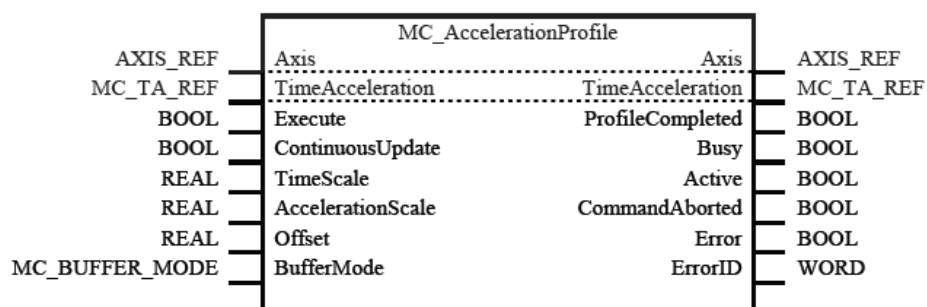 MC_AccelerationProfile
AXIS_REF Axis Axis AXIS_REF
MC_TA_REF TimeAcceleration TimeAcceleration MC_TA_REF
BOOL Execute ProfileCompleted BOOL
BOOL ContinuousUpdate Busy BOOL
REAL TimeScale Active BOOL
REAL AccelerationScale CommandAborted BOOL
REAL Offset Error BOOL
MC_BUFFER_MODE BufferMode ErrorID WORD